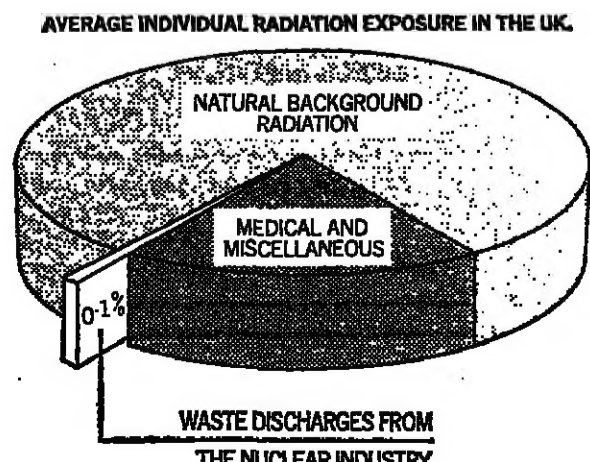 AVERAGE INDIVIDUAL RADIATION EXPOSURE IN THE UK.
NATURAL BACKGROUND
RADIATION
MEDICAL AND
MISCELLANEOUS
0·1%
WASTE DISCHARGES FROM
THE NUCLEAR INDUSTRY